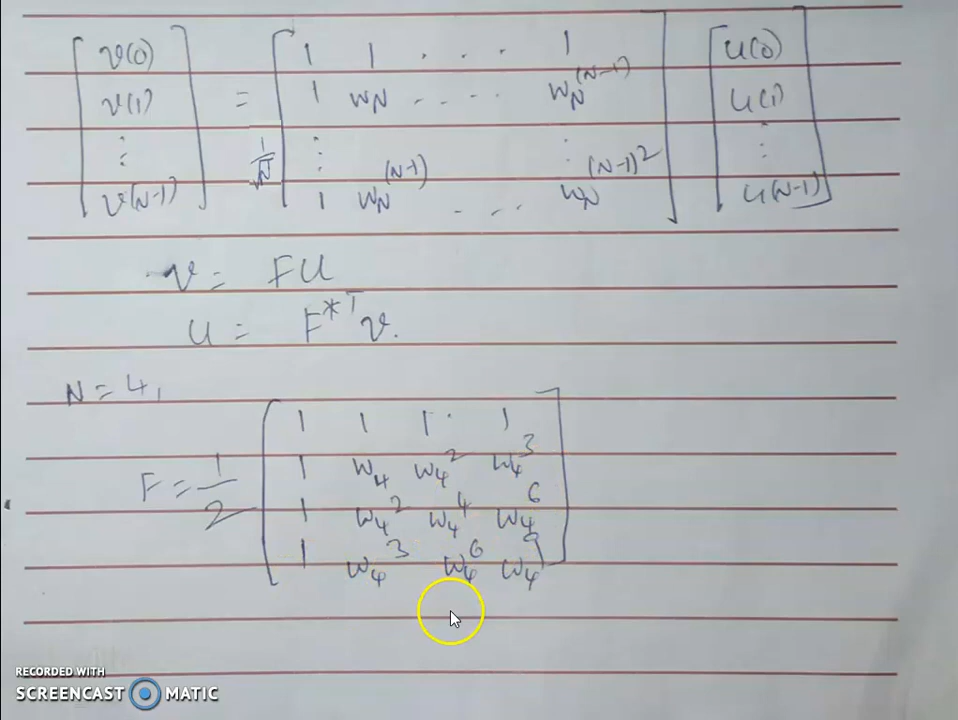 [v(0) v(1) ⋮ v(N-1)] = 1/√N [1 1 . . . 1
1 W_N . . . . W_N^(N-1)
⋮ ⋮
1 W_N^(N-1) . . . . W_N^(N-1)^2] [u(0) u(1) ⋮ u(N-1)]
v = FU
U = F^*T v.
N = 4,
F = 1/2 [1 1 1 1
1 W_4 W_4^2 W_4^3
1 W_4^2 W_4^4 W_4^6
1 W_4^3 W_4^6 W_4^9]
RECORDED WITH
SCREENCAST MATIC